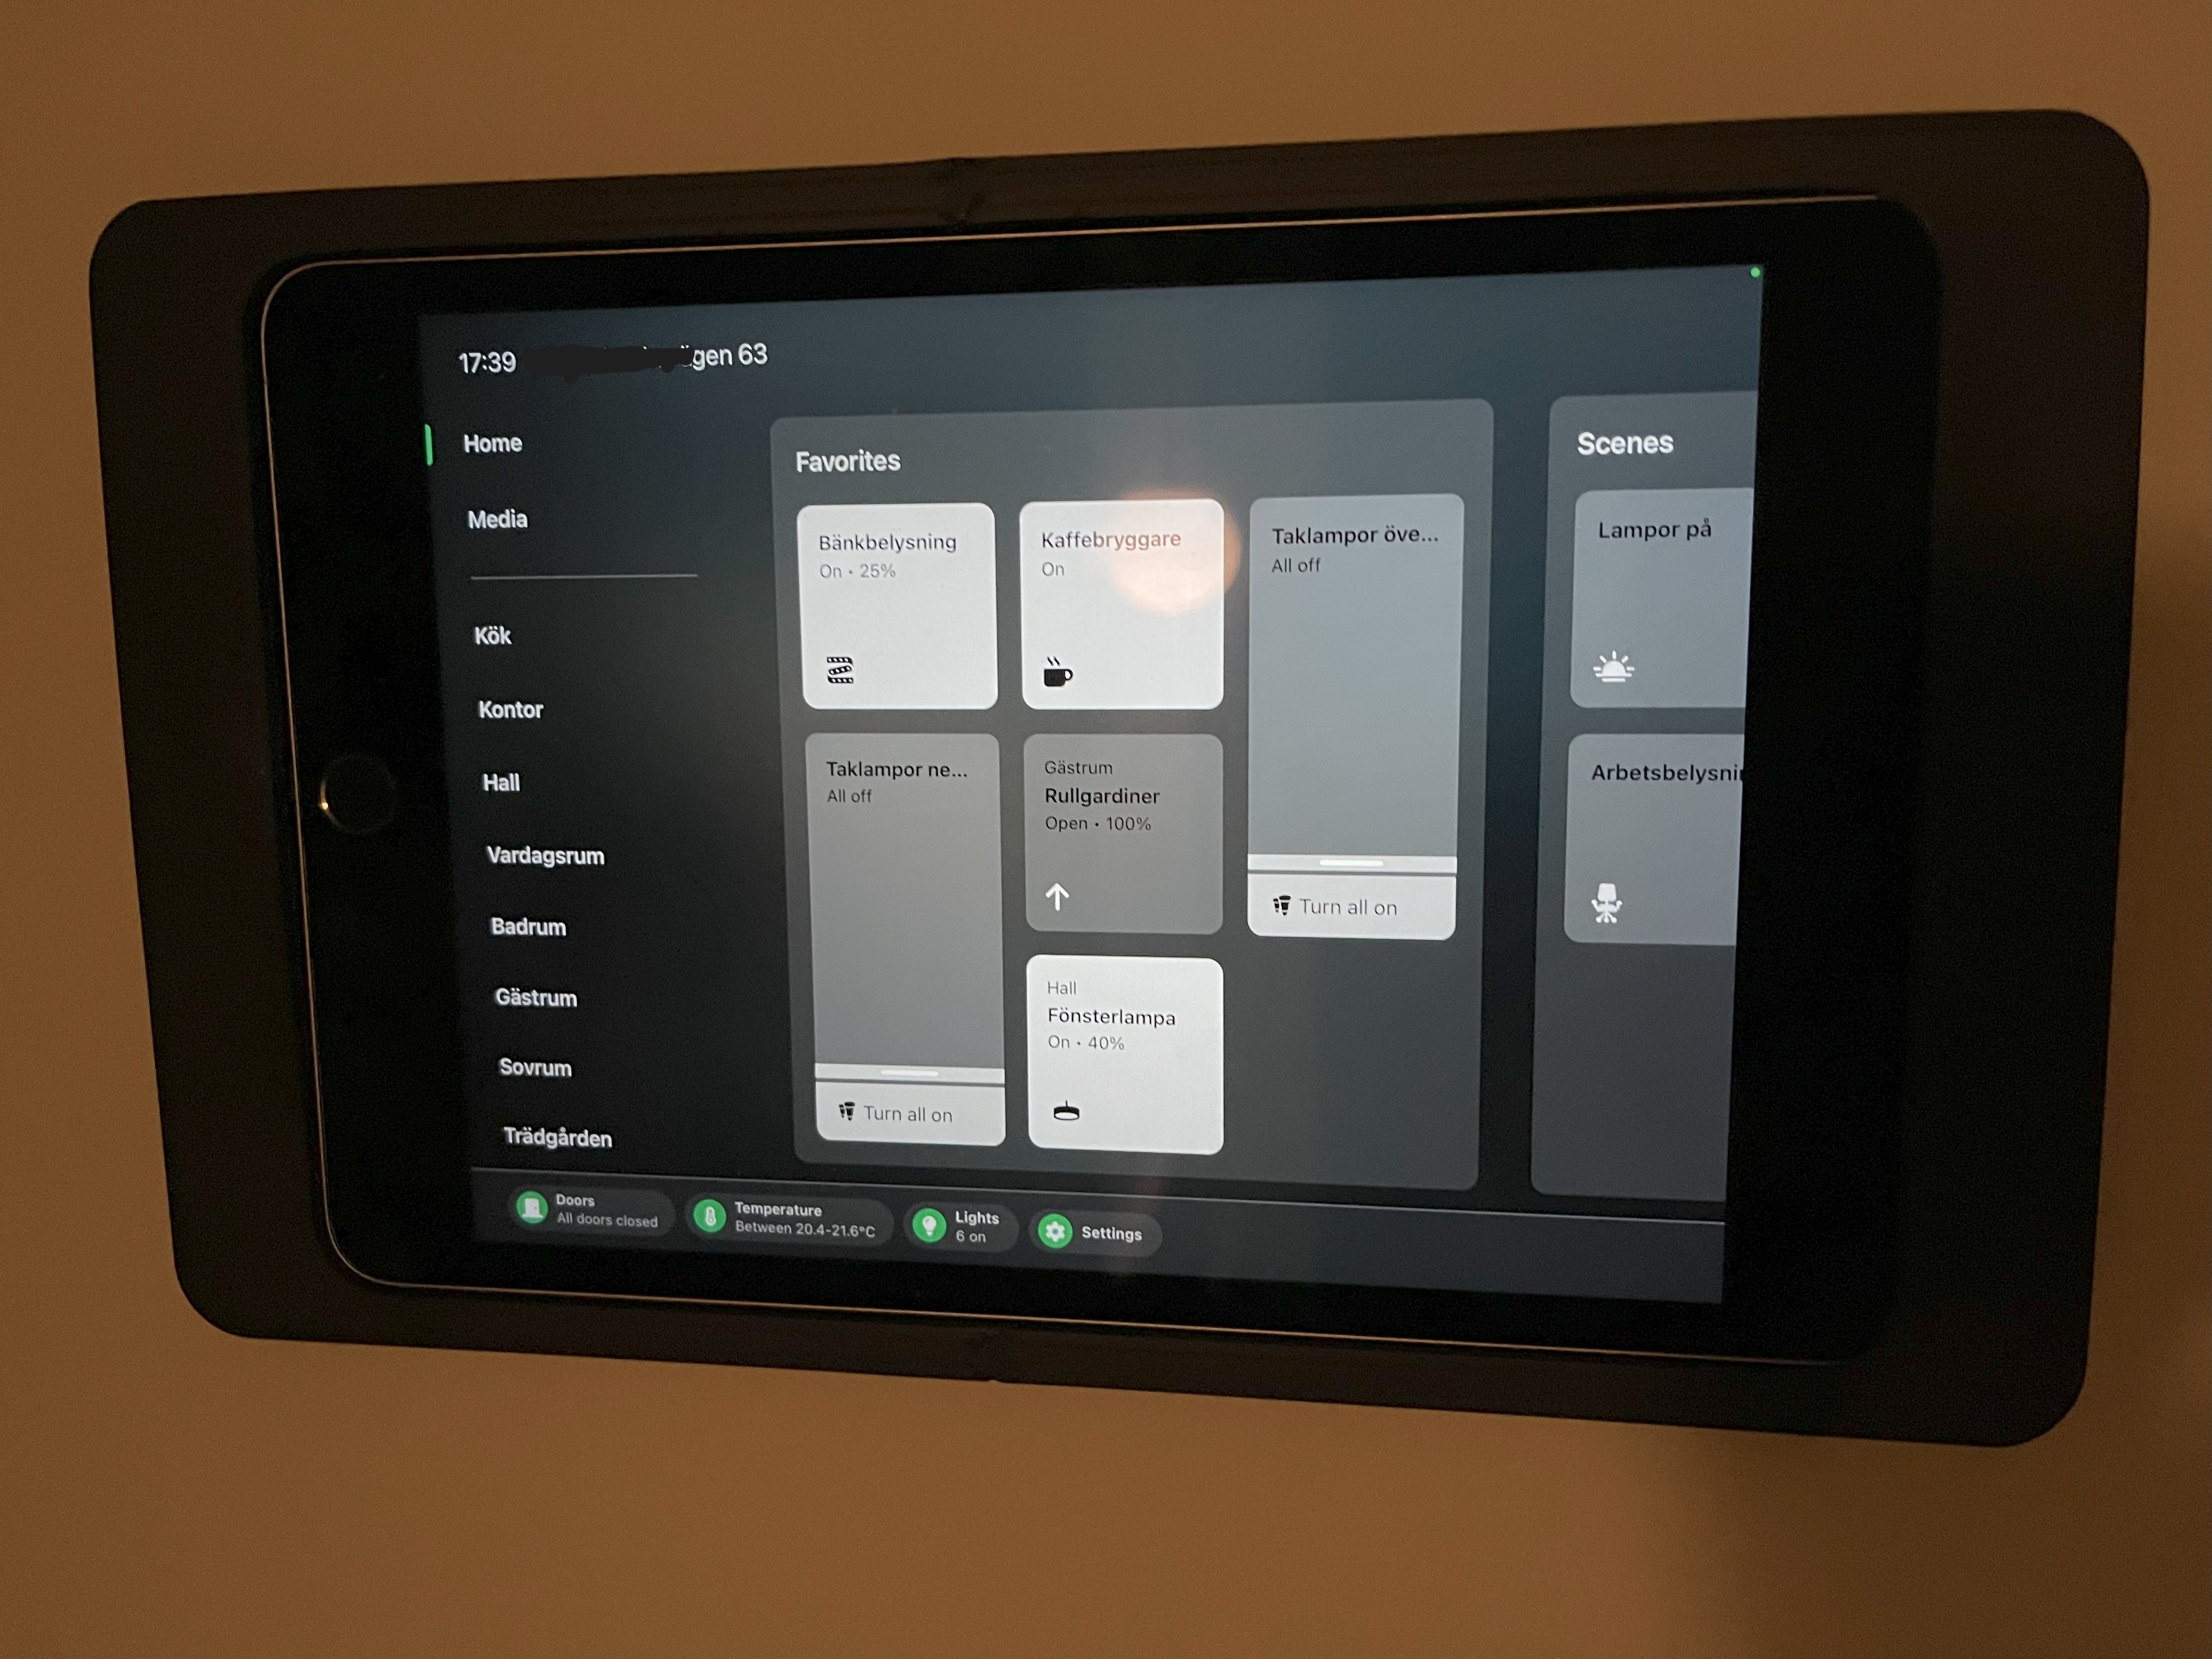 17:39 gen 63
Home
Media
Kök
Kontor
Hall
Vardagsrum
Badrum
Gästrum
Sovrum
Trädgården
Favorites
Bänkbelysning
On • 25%
Kaffebryggare
On
Taklampor öve...
All off
Turn all on
Taklampor ne...
All off
Turn all on
Gästrum
Rullgardiner
Open • 100%
Hall
Fönsterlampa
On • 40%
Scenes
Lampor på
Arbetsbelysni
Doors
All doors closed
Temperature
Between 20.4-21.6°C
Lights
6 on
Settings